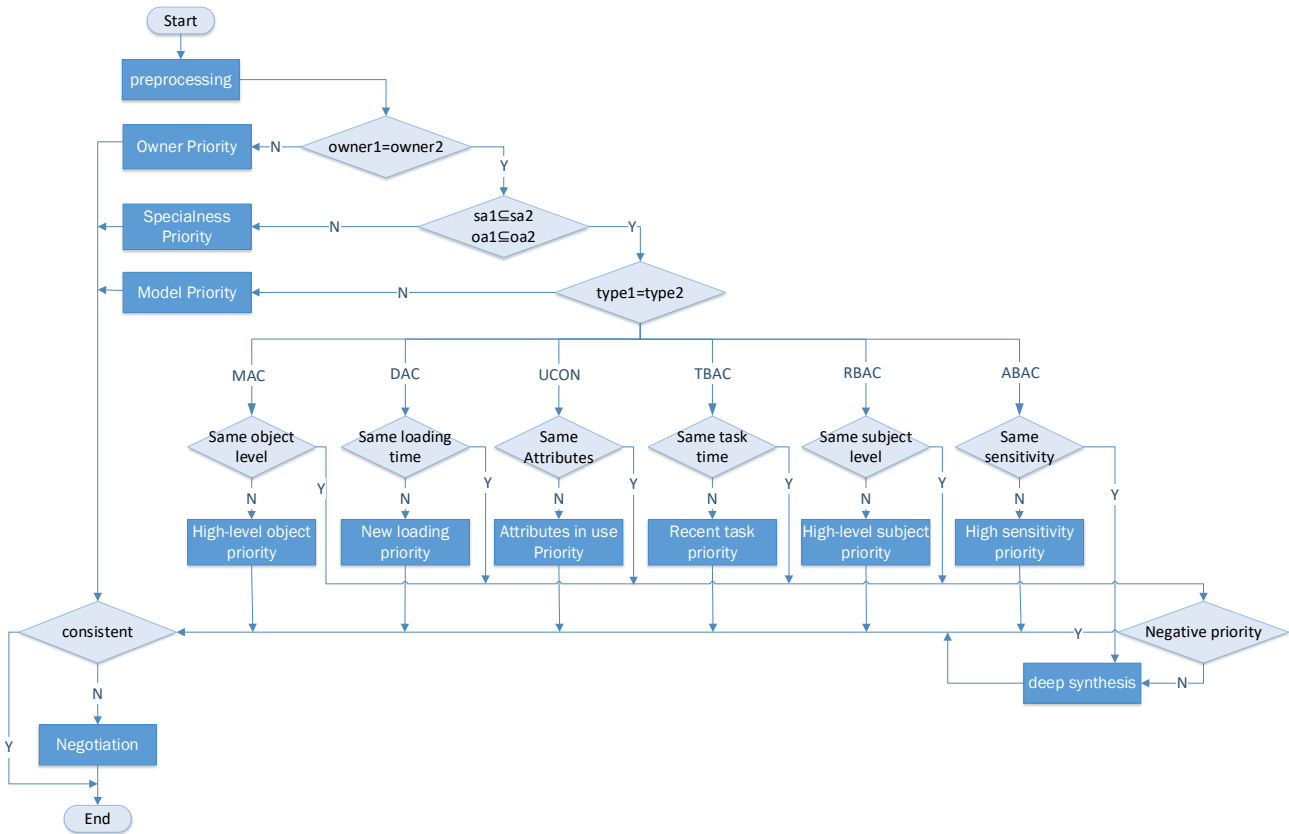 Start
preprocessing
Owner Priority
N
owner1=owner2
Y
Specialness
Priority
N
sa1⊆sa2
oa1⊆oa2
Y
Model Priority
N
type1=type2
MAC
DAC
UCON
TBAC
RBAC
ABAC
Same object
level
Same loading
time
Same
Attributes
Same task
time
Same subject
level
Same
sensitivity
Y
Y
Y
Y
Y
Y
N
N
N
N
N
N
High-level object
priority
New loading
priority
Attributes in use
Priority
Recent task
priority
High-level subject
priority
High sensitivity
priority
consistent
Y
Negative priority
deep synthesis
N
N
Y
Negotiation
End